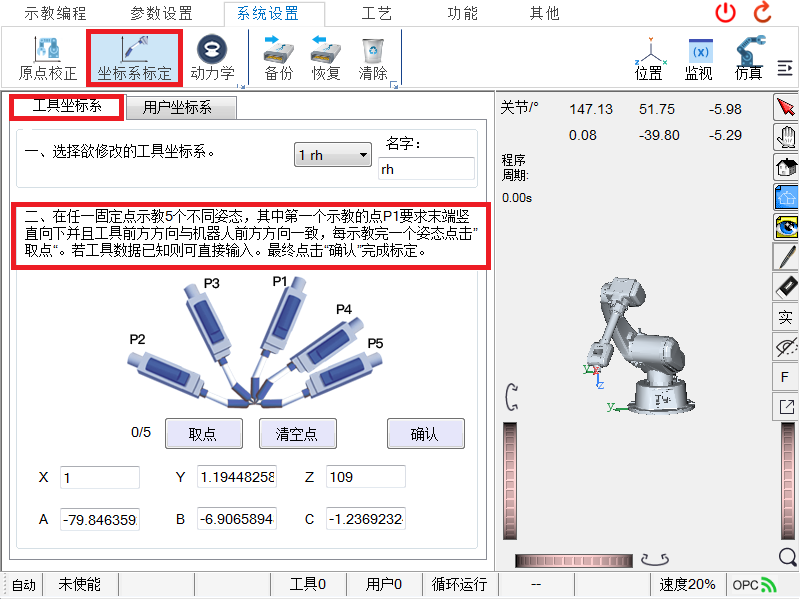 示教编程 参数设置 系统设置 工艺 功能 其他
原点校正 坐标系标定 动力学 备份 恢复 清除 位置 监视 仿真
工具坐标系 用户坐标系
一、选择欲修改的工具坐标系。
1 rh
名字：
rh
二、在任一固定点示教5个不同姿态，其中第一个示教的点P1要求末端竖
直向下并且工具前方方向与机器人前方方向一致，每示教完一个姿态点击”
取点“。若工具数据已知则可直接输入。最终点击“确认”完成标定。
P1
P3
P4
P2
P5
0/5 取点 清空点 确认
X 1 Y 1.19448258 Z 109
A -79.846359 B -6.9065894 C -1.2369232
关节/° 147.13 51.75 -5.98
0.08 -39.80 -5.29
程序
周期:
0.00s
实
F
y
z
y
自动 未使能 工具0 用户0 循环运行 -- 速度20% OPC